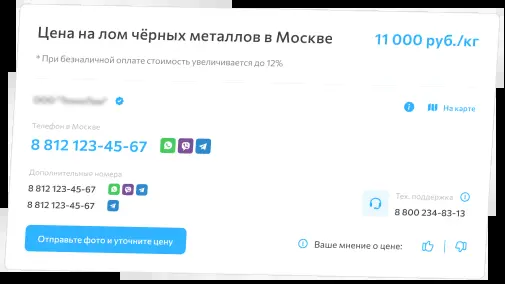 Цена на лом чёрных металлов в Москве
11 000 руб./кг
* При безналичной оплате стоимость увеличивается до 12%
На карте
Телефон в Москве
8 812 123-45-67
Дополнительные номера
8 812 123-45-67
8 812 123-45-67
Тех. поддержка
8 800 234-83-13
Отправьте фото и уточните цену
Ваше мнение о цене: